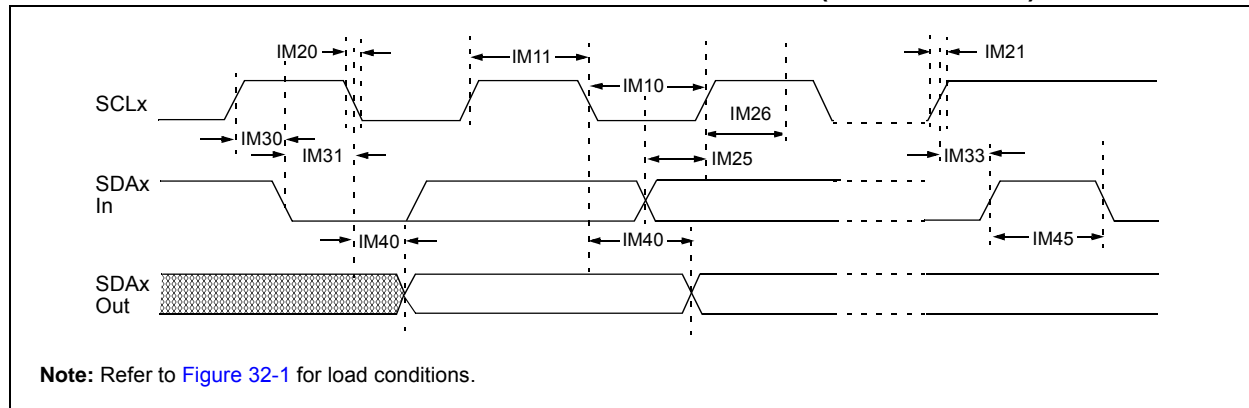 IM20
IM11
IM21
IM10
SCLx
IM26
IM30
IM31
IM25
IM33
SDAx
In
IM40
IM40
IM45
SDAx
Out
Note: Refer to Figure 32-1 for load conditions.